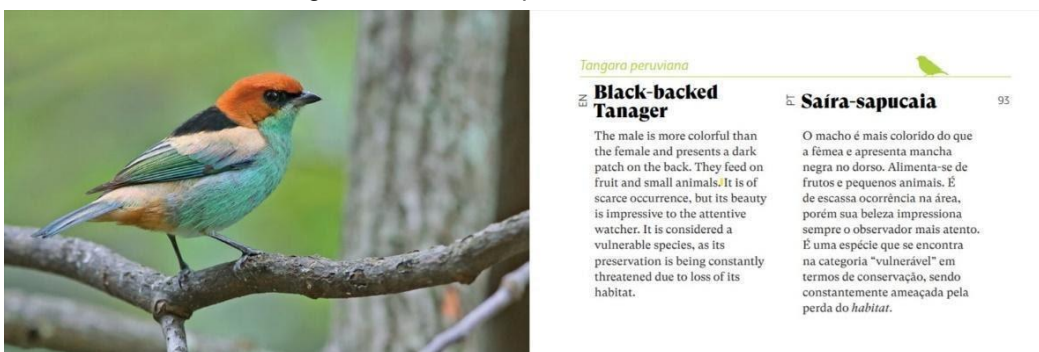 Tangara peruviana
EN
Black-backed
Tanager
The male is more colorful than
the female and presents a dark
patch on the back. They feed on
fruit and small animals. It is of
scarce occurrence, but its beauty
is impressive to the attentive
watcher. It is considered a
vulnerable species, as its
preservation is being constantly
threatened due to loss of its
habitat.
PT
Saíra-sapucaia
93
O macho é mais colorido do que
a fêmea e apresenta mancha
negra no dorso. Alimenta-se de
frutos e pequenos animais. É
de escassa ocorrência na área,
porém sua beleza impressiona
sempre o observador mais atento.
É uma espécie que se encontra
na categoria “vulnerável” em
termos de conservação, sendo
constantemente ameaçada pela
perda do habitat.